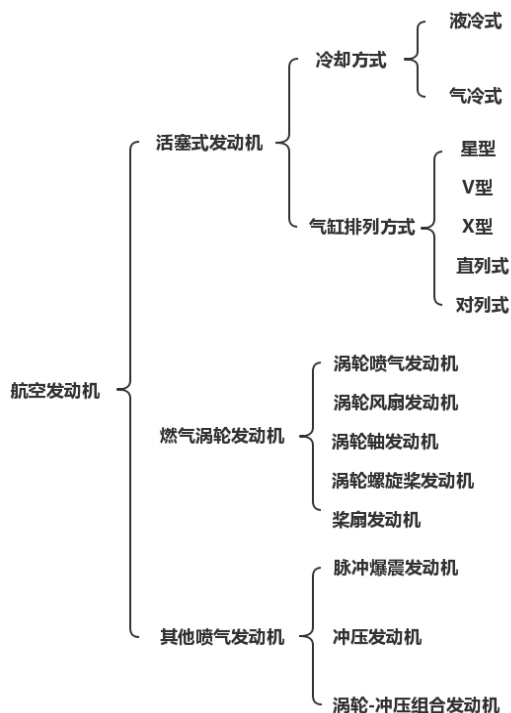 航空发动机
活塞式发动机
冷却方式
液冷式
气冷式
气缸排列方式
星型
V型
X型
直列式
对列式
燃气涡轮发动机
涡轮喷气发动机
涡轮风扇发动机
涡轮轴发动机
涡轮螺旋桨发动机
桨扇发动机
其他喷气发动机
脉冲爆震发动机
冲压发动机
涡轮-冲压组合发动机